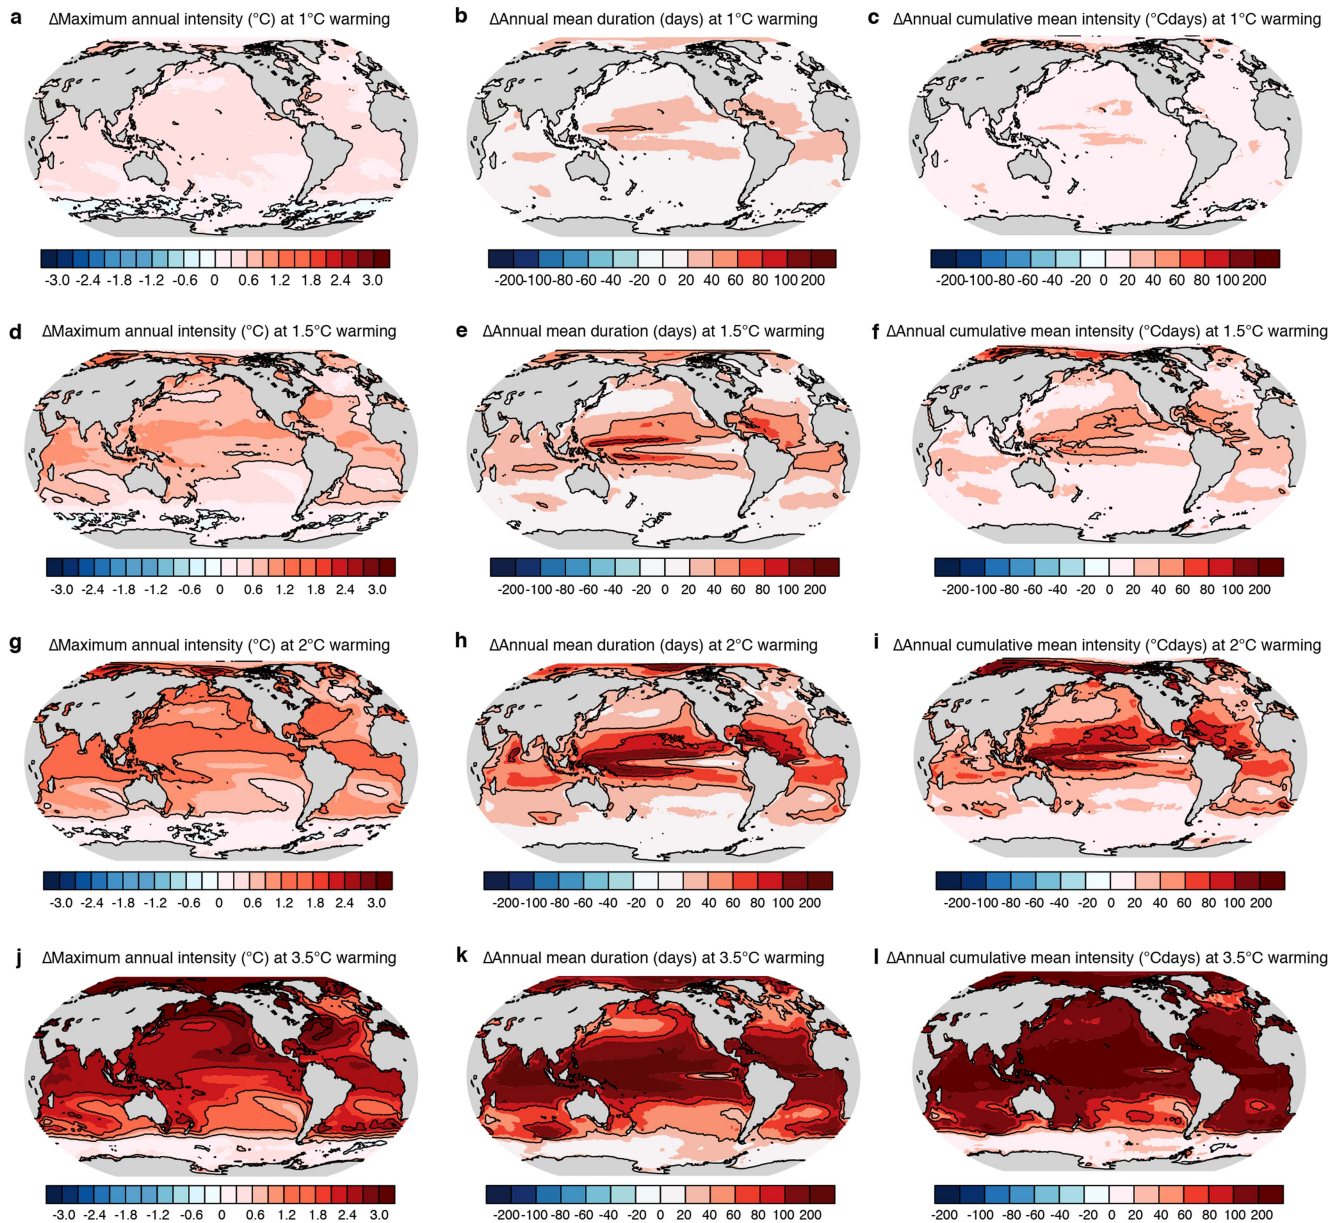 a ΔMaximum annual intensity (°C) at 1°C warming
b ΔAnnual mean duration (days) at 1°C warming
c ΔAnnual cumulative mean intensity (°Cdays) at 1°C warming
-3.0 -2.4 -1.8 -1.2 -0.6 0 0.6 1.2 1.8 2.4 3.0
-200 -100 -80 -60 -40 -20 0 20 40 60 80 100 200
-200 -100 -80 -60 -40 -20 0 20 40 60 80 100 200
d ΔMaximum annual intensity (°C) at 1.5°C warming
e ΔAnnual mean duration (days) at 1.5°C warming
f ΔAnnual cumulative mean intensity (°Cdays) at 1.5°C warming
-3.0 -2.4 -1.8 -1.2 -0.6 0 0.6 1.2 1.8 2.4 3.0
-200 -100 -80 -60 -40 -20 0 20 40 60 80 100 200
-200 -100 -80 -60 -40 -20 0 20 40 60 80 100 200
g ΔMaximum annual intensity (°C) at 2°C warming
h ΔAnnual mean duration (days) at 2°C warming
i ΔAnnual cumulative mean intensity (°Cdays) at 2°C warming
-3.0 -2.4 -1.8 -1.2 -0.6 0 0.6 1.2 1.8 2.4 3.0
-200 -100 -80 -60 -40 -20 0 20 40 60 80 100 200
-200 -100 -80 -60 -40 -20 0 20 40 60 80 100 200
j ΔMaximum annual intensity (°C) at 3.5°C warming
k ΔAnnual mean duration (days) at 3.5°C warming
l ΔAnnual cumulative mean intensity (°Cdays) at 3.5°C warming
-3.0 -2.4 -1.8 -1.2 -0.6 0 0.6 1.2 1.8 2.4 3.0
-200 -100 -80 -60 -40 -20 0 20 40 60 80 100 200
-200 -100 -80 -60 -40 -20 0 20 40 60 80 100 200